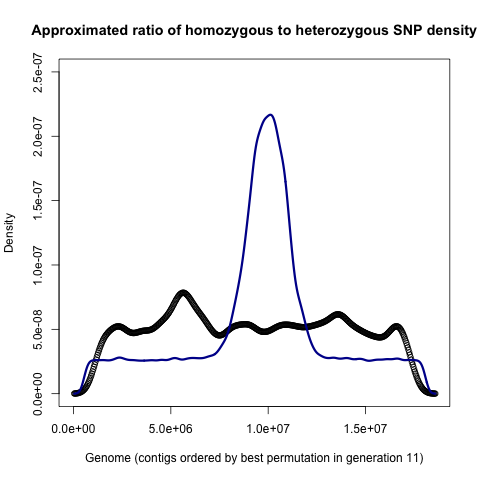 Approximated ratio of homozygous to heterozygous SNP density
Density
2.5e-07
2.0e-07
1.5e-07
1.0e-07
5.0e-08
0.0e+00
0.0e+00 5.0e+06 1.0e+07 1.5e+07
Genome (contigs ordered by best permutation in generation 11)